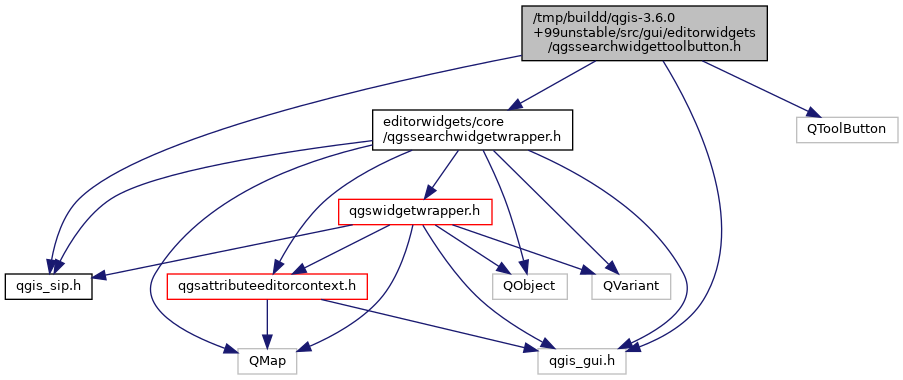 /tmp/buildd/qgis-3.6.0
+99unstable/src/gui/editorwidgets
/qgssearchwidgettoolbutton.h
editorwidgets/core
/qgssearchwidgetwrapper.h
QToolButton
qgswidgetwrapper.h
qgis_sip.h
qgsattributeeditorcontext.h
QObject
QVariant
QMap
qgis_gui.h